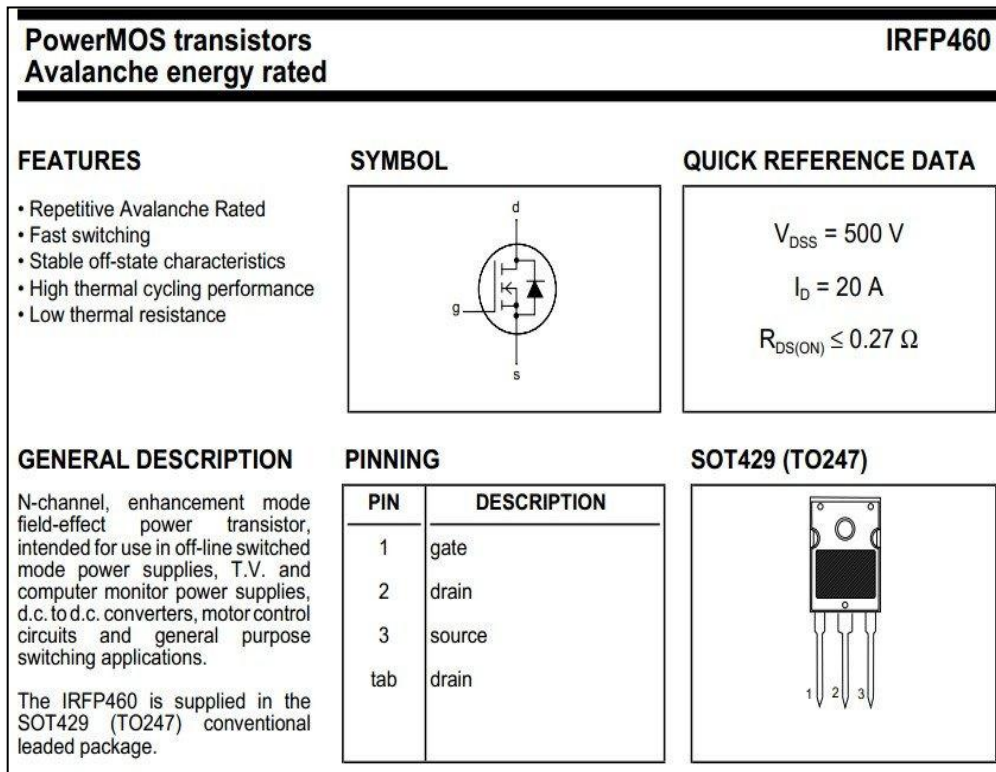 PowerMOS transistors
IRFP460
Avalanche energy rated
FEATURES
• Repetitive Avalanche Rated
• Fast switching
• Stable off-state characteristics
• High thermal cycling performance
• Low thermal resistance
SYMBOL
d
g
s
QUICK REFERENCE DATA
V_DSS = 500 V
I_D = 20 A
R_DS(ON) ≤ 0.27 Ω
GENERAL DESCRIPTION
N-channel, enhancement mode
field-effect power transistor,
intended for use in off-line switched
mode power supplies, T.V. and
computer monitor power supplies,
d.c. to d.c. converters, motor control
circuits and general purpose
switching applications.
The IRFP460 is supplied in the
SOT429 (TO247) conventional
leaded package.
PINNING
PIN DESCRIPTION
1 gate
2 drain
3 source
tab drain
SOT429 (TO247)
1 2 3